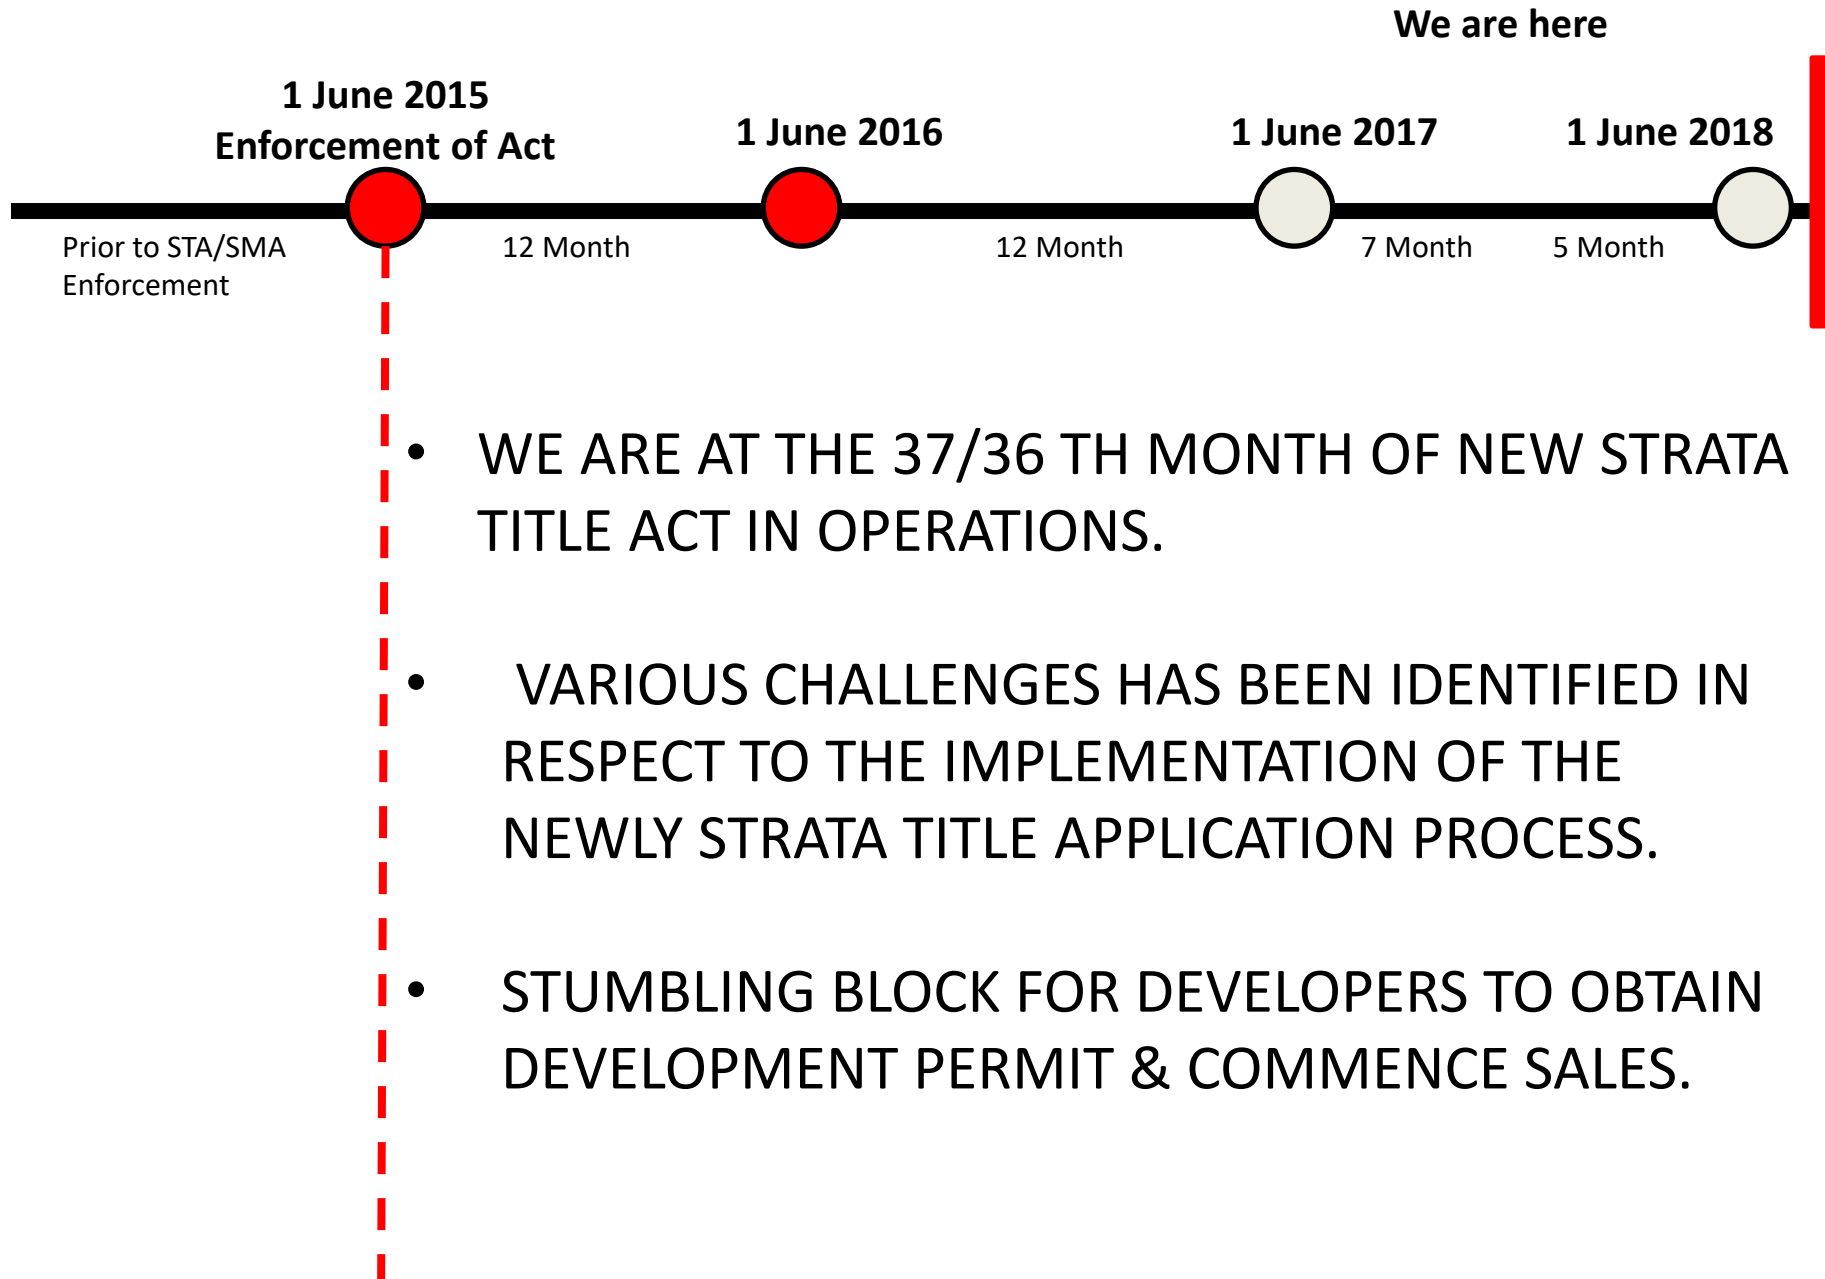 We are here
1 June 2015
Enforcement of Act
1 June 2016
1 June 2017
1 June 2018
Prior to STA/SMA
Enforcement
12 Month
12 Month
7 Month
5 Month
• WE ARE AT THE 37/36 TH MONTH OF NEW STRATA
TITLE ACT IN OPERATIONS.
• VARIOUS CHALLENGES HAS BEEN IDENTIFIED IN
RESPECT TO THE IMPLEMENTATION OF THE
NEWLY STRATA TITLE APPLICATION PROCESS.
• STUMBLING BLOCK FOR DEVELOPERS TO OBTAIN
DEVELOPMENT PERMIT & COMMENCE SALES.